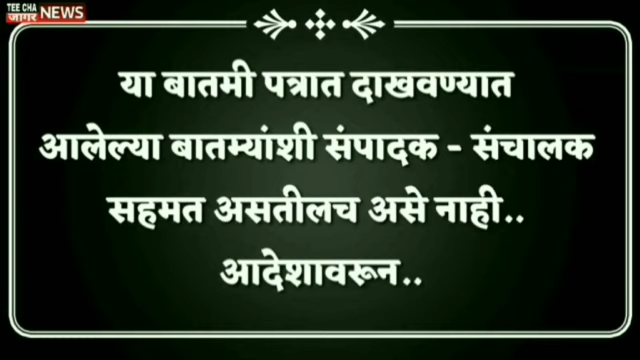 TEE CHA
जागर NEWS
या बातमी पत्रात दाखवण्यात
आलेल्या बातम्यांशी संपादक - संचालक
सहमत असतीलच असे नाही..
आदेशावरून..